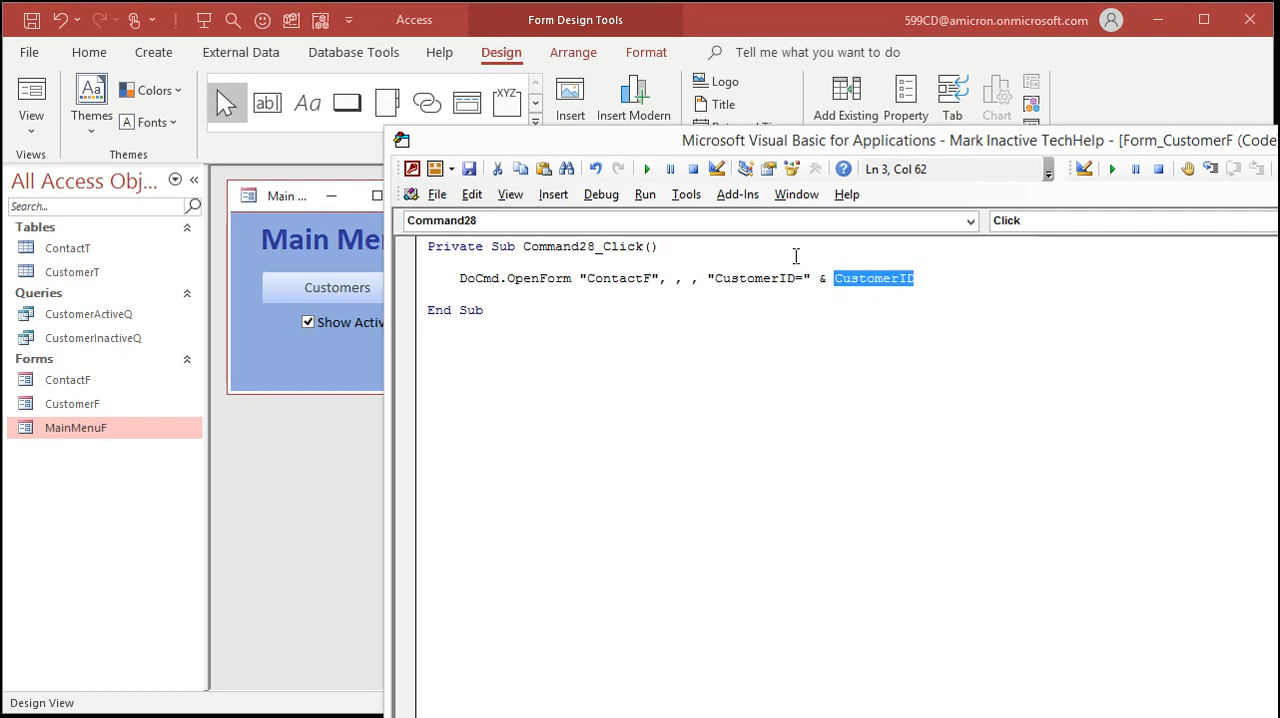 Access
Form Design Tools
599CD@amicron.onmicrosoft.com
File Home Create External Data Database Tools Help Design Arrange Format Tell me what you want to do
View
Views
Themes
Colors
Fonts
Themes
ab|
Aa
XYZ
Insert
Insert Modern
Logo
Title
Add Existing
Property
Tab
Chart
All Access Obj...
Search...
Tables
ContactT
CustomerT
Queries
CustomerActiveQ
CustomerInactiveQ
Forms
ContactF
CustomerF
MainMenuF
Main ...
Main Me
Customers
Show Activ
Microsoft Visual Basic for Applications - Mark Inactive TechHelp - [Form_CustomerF (Code
Ln 3, Col 62
File Edit View Insert Debug Run Tools Add-Ins Window Help
Command28
Click
Private Sub Command28_Click()
DoCmd.OpenForm "ContactF", , , "CustomerID=" & CustomerID
End Sub
Design View